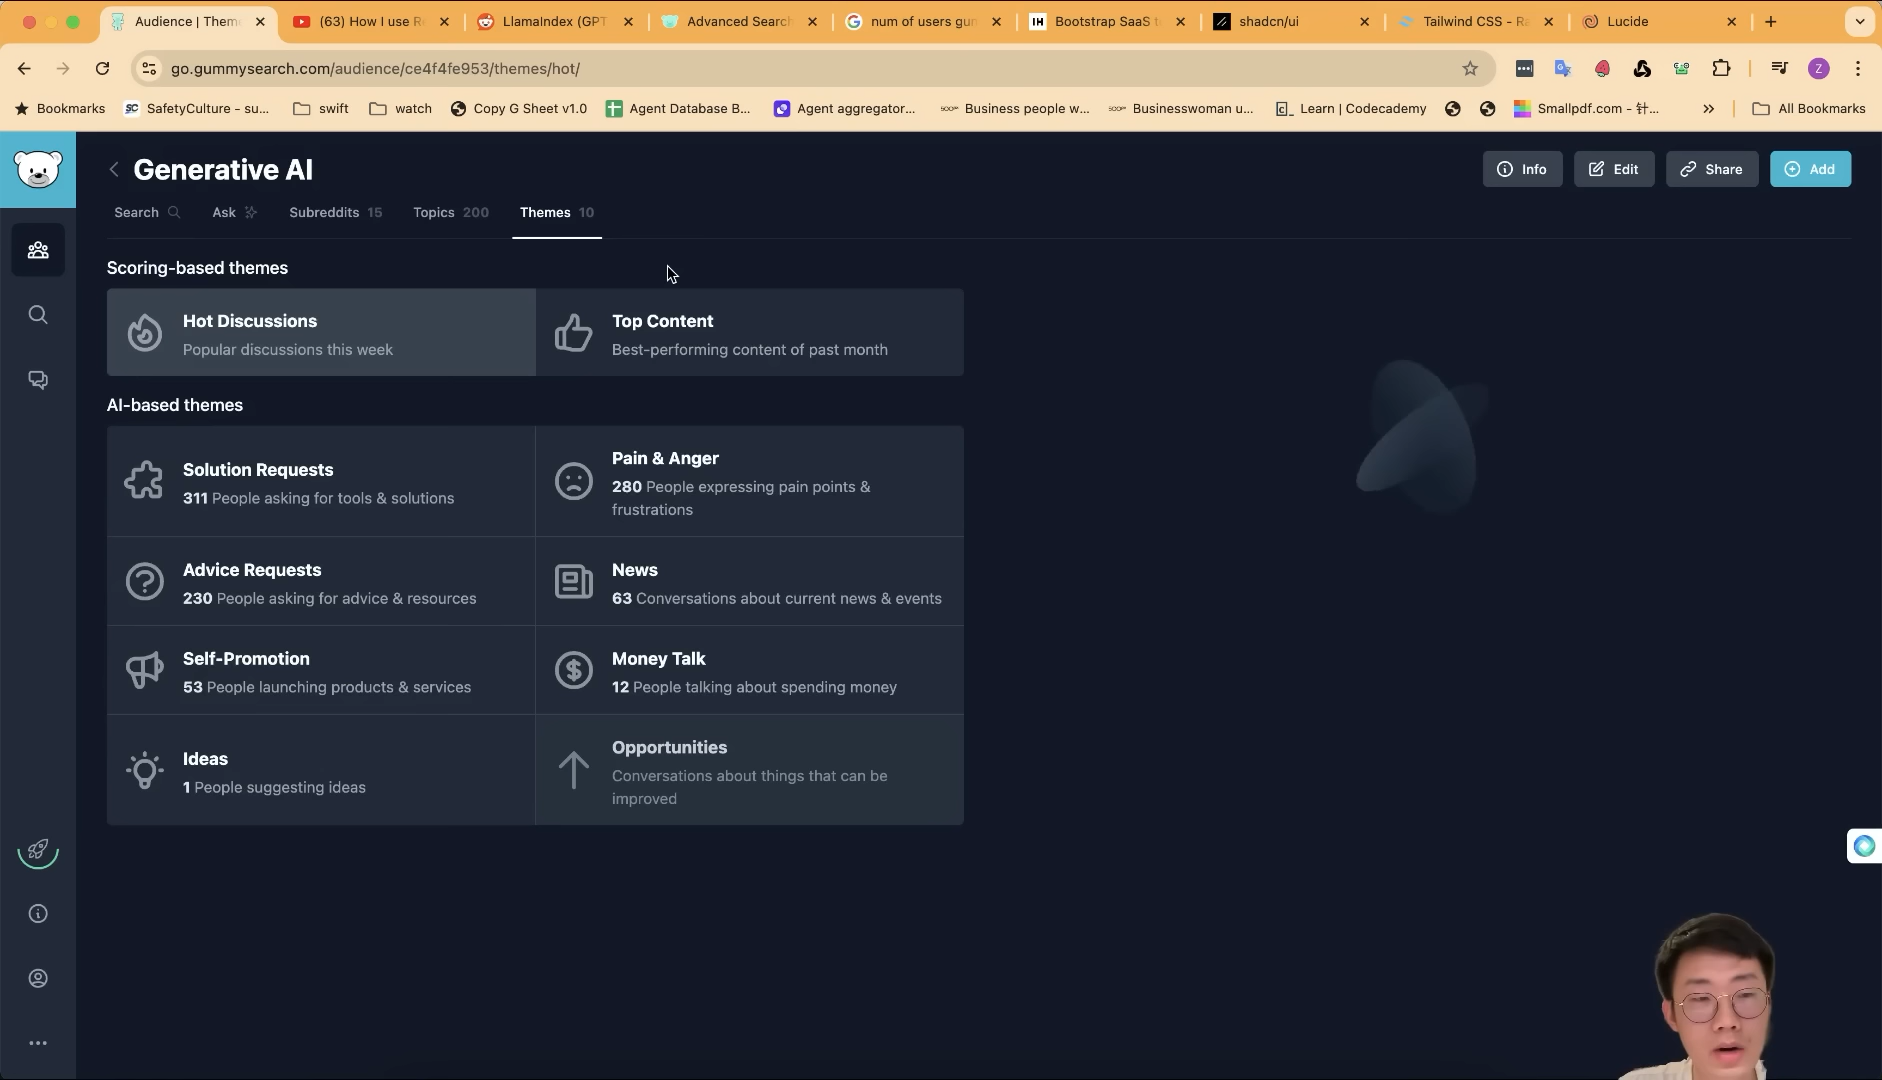 Audience | Them
(63) How I use R
LlamaIndex (GPT
Advanced Search
num of users gun
IH
Bootstrap SaaS t
shadcn/ui
Tailwind CSS - Ra
Lucide
go.gummysearch.com/audience/ce4f4fe953/themes/hot/
Z
Bookmarks
SC
SafetyCulture - su...
swift
watch
Copy G Sheet v1.0
Agent Database B...
Agent aggregator...
Business people w...
Businesswoman u...
Learn | Codecademy
Smallpdf.com - 针...
All Bookmarks
Generative AI
Info
Edit
Share
Add
Search
Ask
Subreddits 15
Topics 200
Themes 10
Scoring-based themes
Hot Discussions
Popular discussions this week
Top Content
Best-performing content of past month
AI-based themes
Solution Requests
311 People asking for tools & solutions
Pain & Anger
280 People expressing pain points &
frustrations
Advice Requests
230 People asking for advice & resources
News
63 Conversations about current news & events
Self-Promotion
53 People launching products & services
Money Talk
12 People talking about spending money
Ideas
1 People suggesting ideas
Opportunities
Conversations about things that can be
improved